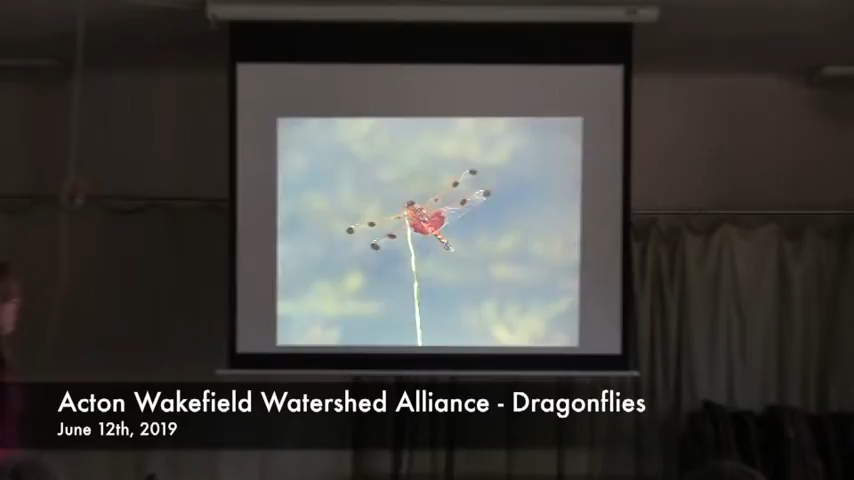 Acton Wakefield Watershed Alliance - Dragonflies
June 12th, 2019